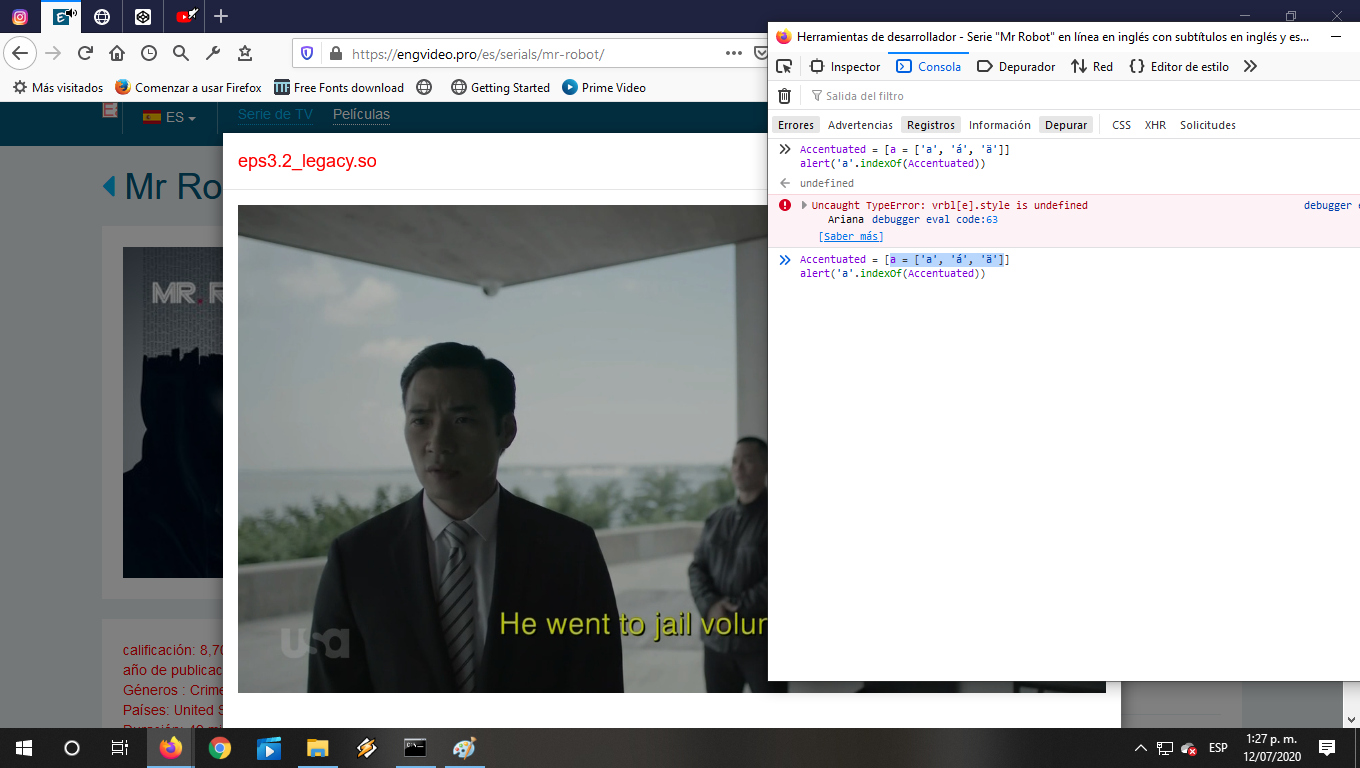 https://engvideo.pro/es/serials/mr-robot/
Más visitados
Comenzar a usar Firefox
Free Fonts download
Getting Started
Prime Video
ES
Serie de TV
Películas
Mr Ro
eps3.2_legacy.so
MR. R
He went to jail volun
usa
calificación: 8,70
año de publicac
Géneros : Crime
Países: United S
Herramientas de desarrollador - Serie "Mr Robot" en línea en inglés con subtítulos en inglés y es...
Inspector
Consola
Depurador
Red
Editor de estilo
Salida del filtro
Errores
Advertencias
Registros
Información
Depurar
CSS
XHR
Solicitudes
Accentuated = [a = ['a', 'á', 'ä']]
alert('a'.indexOf(Accentuated))
undefined
Uncaught TypeError: vrbl[e].style is undefined
debugger e
Ariana debugger eval code:63
[Saber más]
Accentuated = [a = ['a', 'á', 'ä']]
alert('a'.indexOf(Accentuated))
ESP
1:27 p. m.
12/07/2020